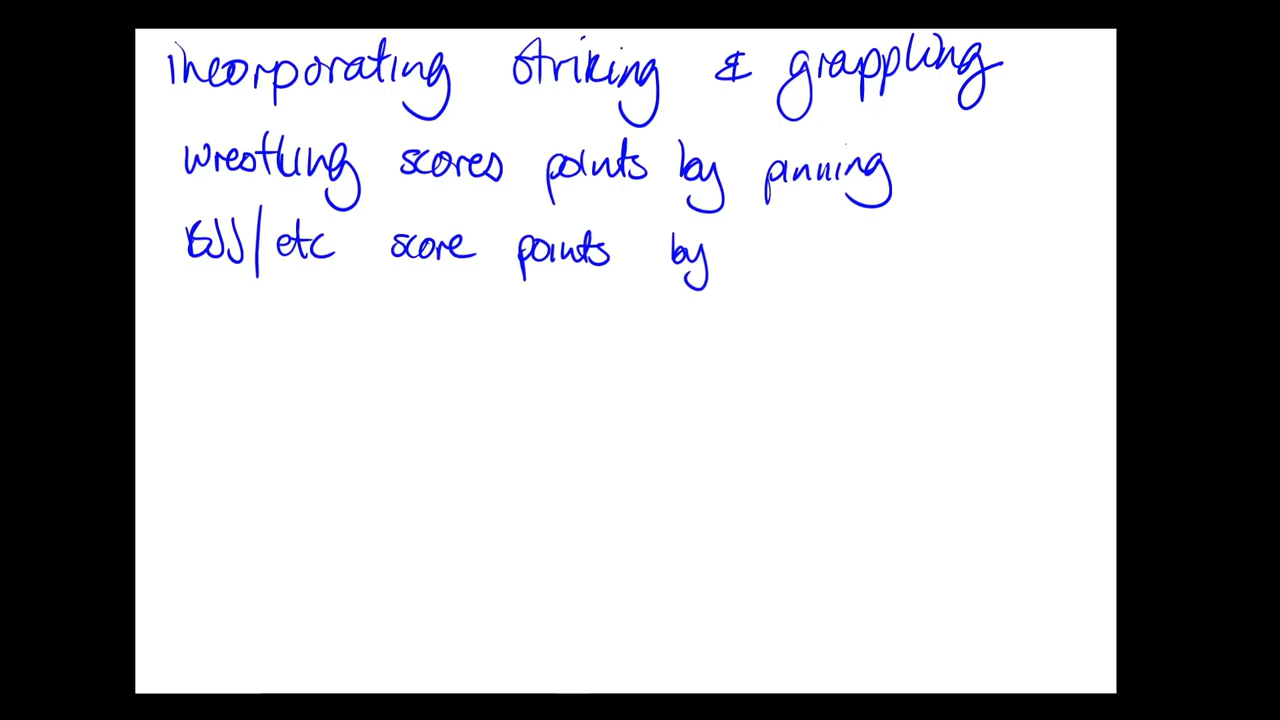 incorporating striking & grappling
wrestling scores points by pinning
BJJ/etc score points by